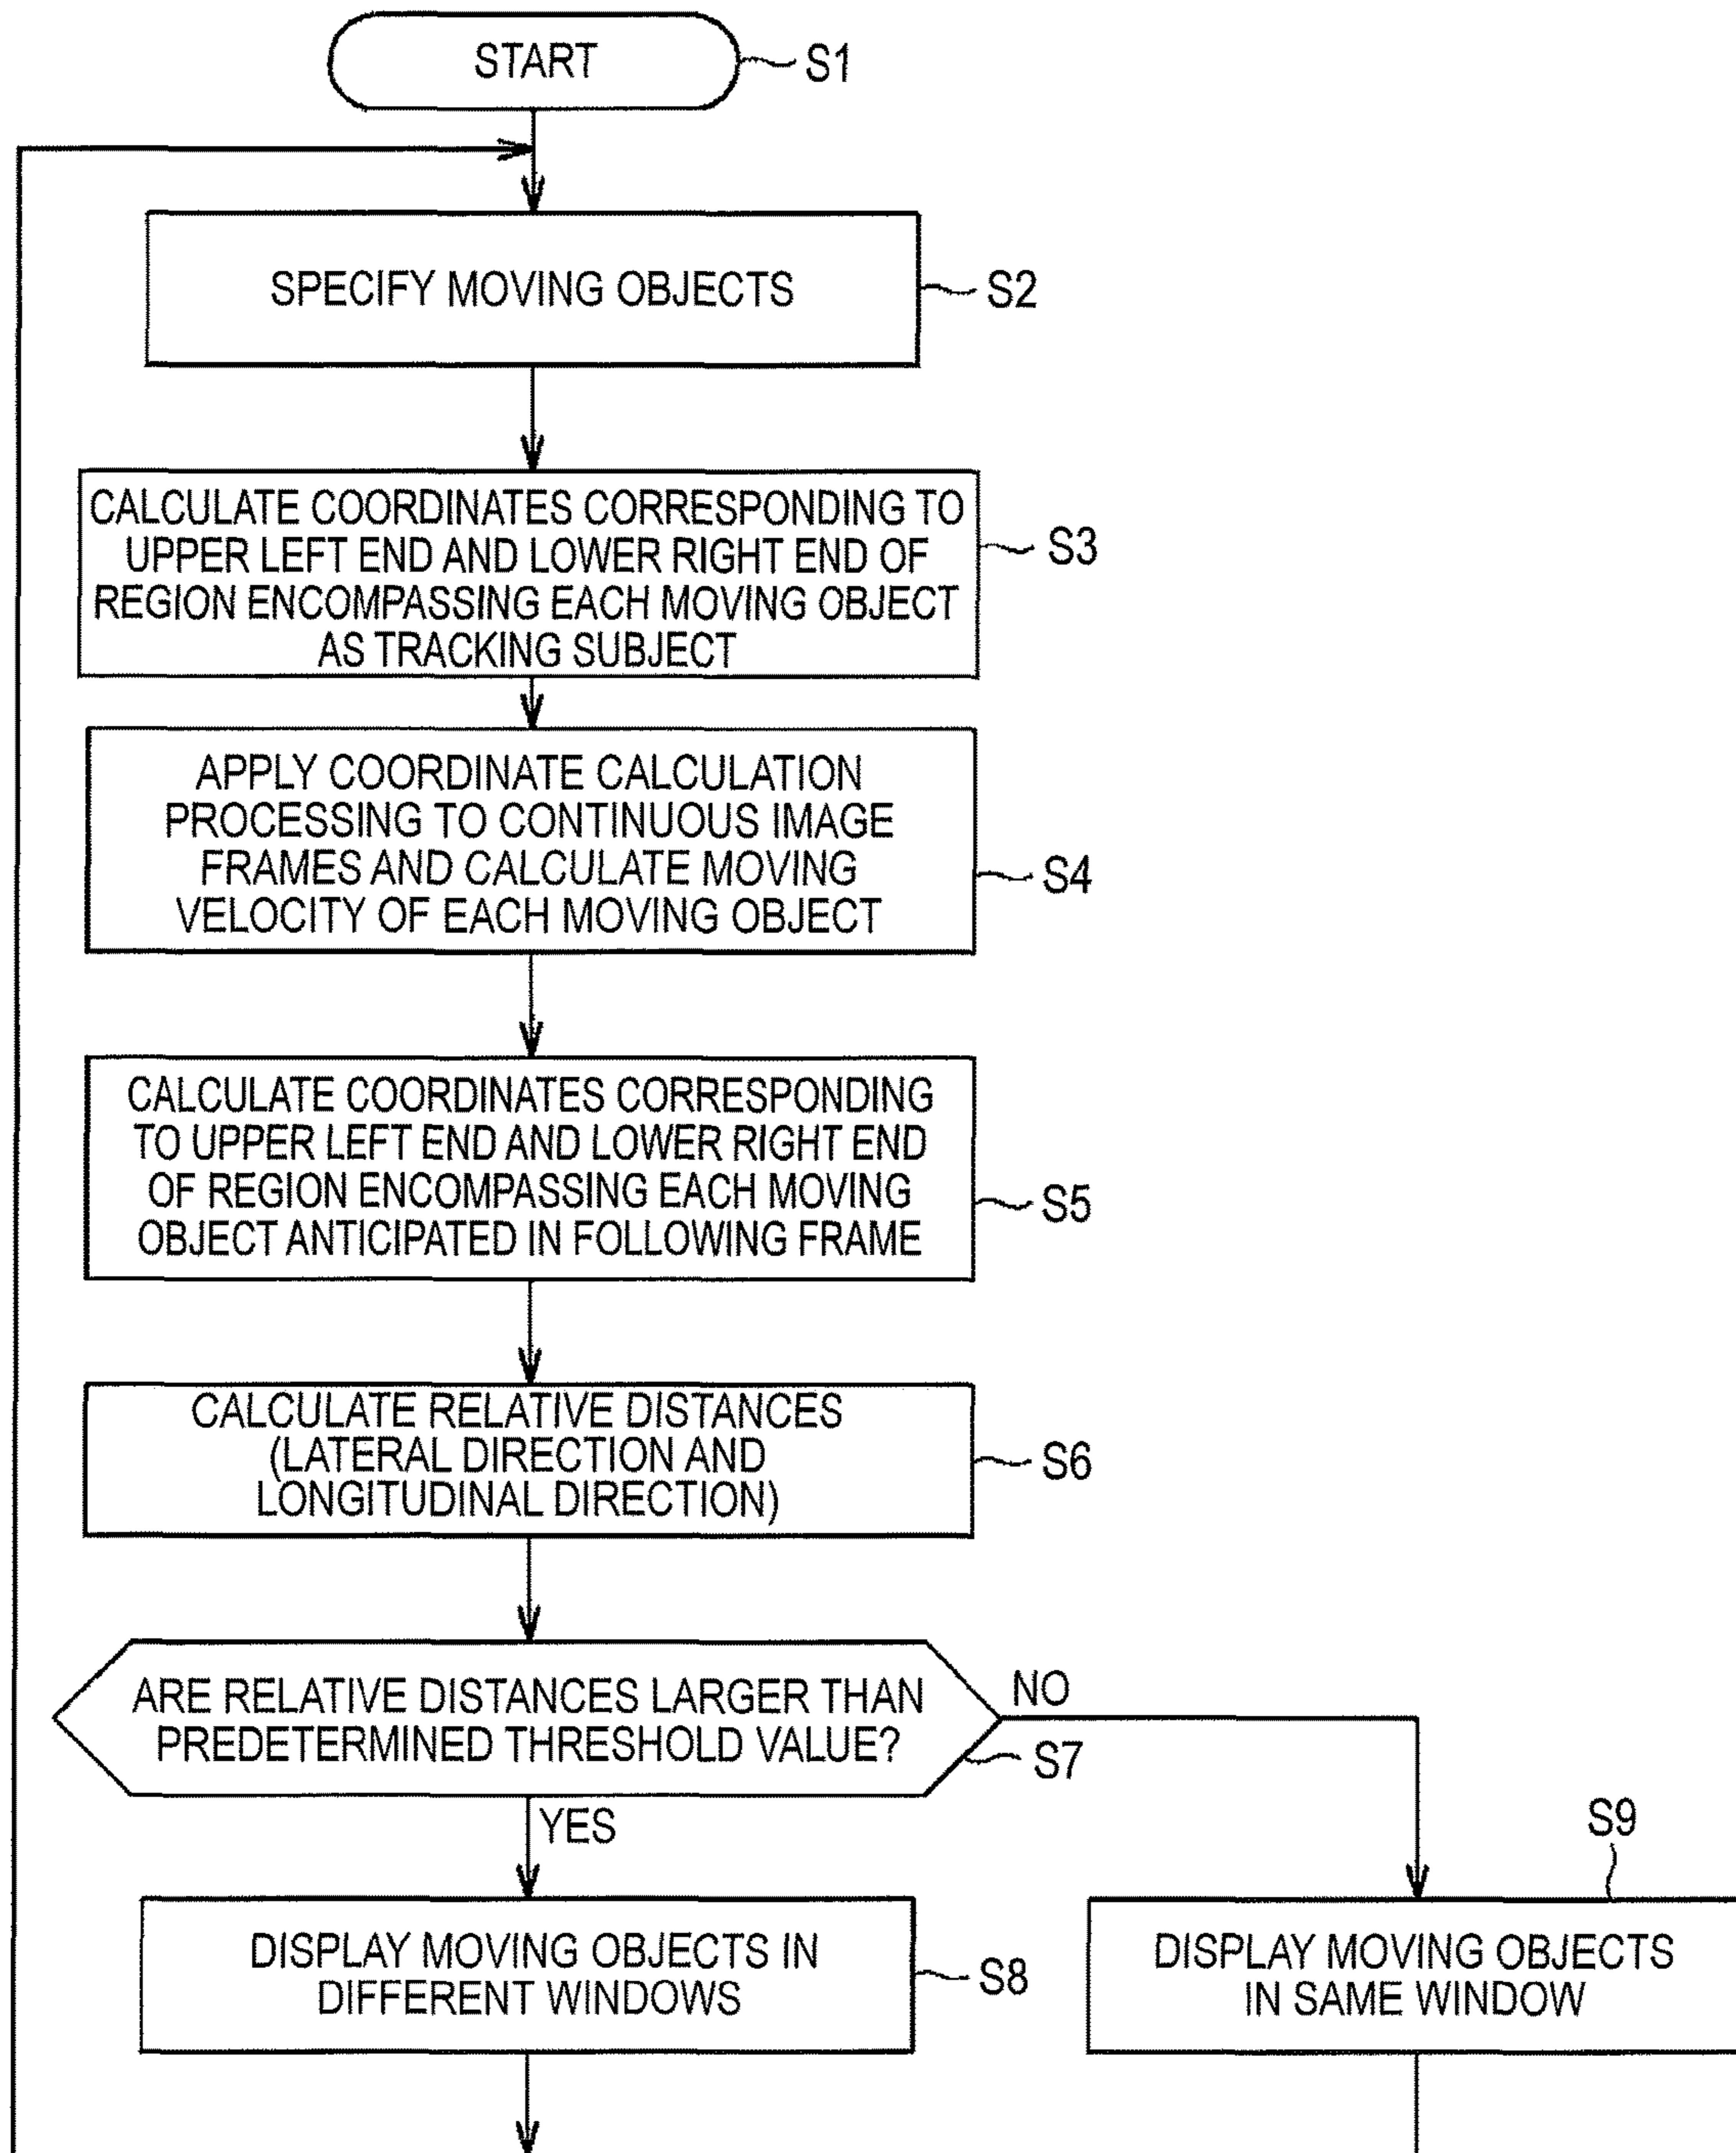 START
S1
SPECIFY MOVING OBJECTS
S2
CALCULATE COORDINATES CORRESPONDING TO
UPPER LEFT END AND LOWER RIGHT END OF
REGION ENCOMPASSING EACH MOVING OBJECT
AS TRACKING SUBJECT
S3
APPLY COORDINATE CALCULATION
PROCESSING TO CONTINUOUS IMAGE
FRAMES AND CALCULATE MOVING
VELOCITY OF EACH MOVING OBJECT
S4
CALCULATE COORDINATES CORRESPONDING
TO UPPER LEFT END AND LOWER RIGHT END
OF REGION ENCOMPASSING EACH MOVING
OBJECT ANTICIPATED IN FOLLOWING FRAME
S5
CALCULATE RELATIVE DISTANCES
(LATERAL DIRECTION AND
LONGITUDINAL DIRECTION)
S6
ARE RELATIVE DISTANCES LARGER THAN
PREDETERMINED THRESHOLD VALUE?
S7
NO
YES
DISPLAY MOVING OBJECTS IN
DIFFERENT WINDOWS
S8
S9
DISPLAY MOVING OBJECTS
IN SAME WINDOW